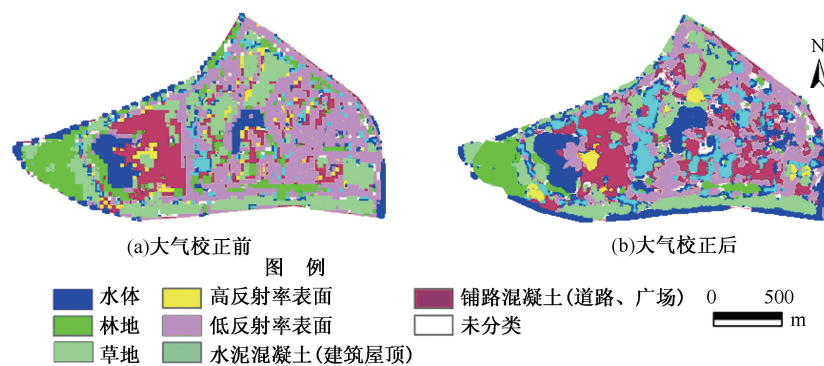 N
(a)大气校正前
(b)大气校正后
图 例
水体
高反射率表面
铺路混凝土(道路、广场)
0 500
林地
低反射率表面
未分类
m
草地
水泥混凝土(建筑屋顶)